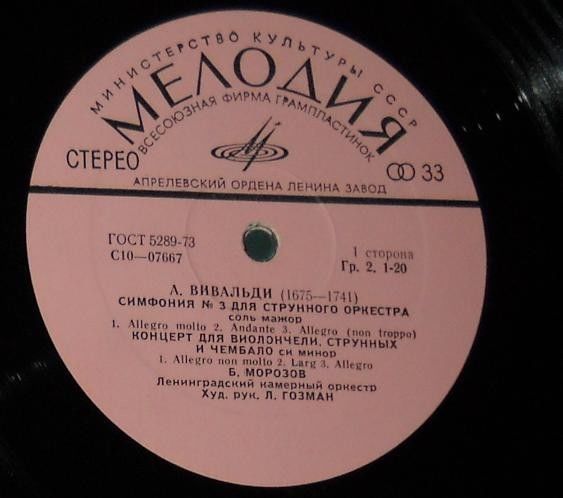 МИНИСТЕРСТВО КУЛЬТУРЫ СССР
МЕЛОДИЯ
ВСЕСОЮЗНАЯ ФИРМА ГРАМПЛАСТИНОК
СТЕРЕО
33
АПРЕЛЕВСКИЙ ОРДЕНА ЛЕНИНА ЗАВОД
ГОСТ 5289-73
С10—07667
1 сторона
Гр. 2. 1-20
А. ВИВАЛЬДИ (1675—1741)
СИМФОНИЯ № 3 ДЛЯ СТРУННОГО ОРКЕСТРА
соль мажор
1. Allegro molto 2. Andante 3. Allegro (non troppo)
КОНЦЕРТ ДЛЯ ВИОЛОНЧЕЛИ, СТРУННЫХ
И ЧЕМБАЛО си минор
1. Allegro non molto 2. Larg 3. Allegro
Б. МОРОЗОВ
Ленинградский камерный оркестр
Худ. рук. Л. ГОЗМАН